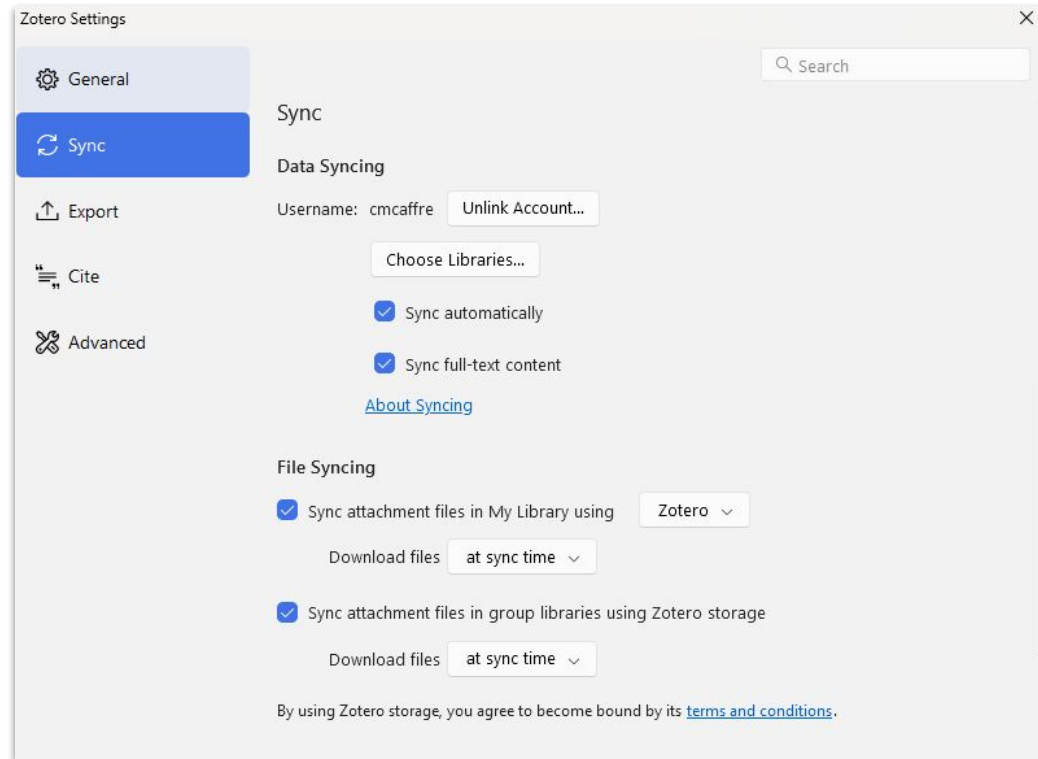 Zotero Settings
General
Sync
Export
Cite
Advanced
Search
Sync
Data Syncing
Username: cmcaffre Unlink Account...
Choose Libraries...
Sync automatically
Sync full-text content
About Syncing
File Syncing
Sync attachment files in My Library using Zotero
Download files at sync time
Sync attachment files in group libraries using Zotero storage
Download files at sync time
By using Zotero storage, you agree to become bound by its terms and conditions.